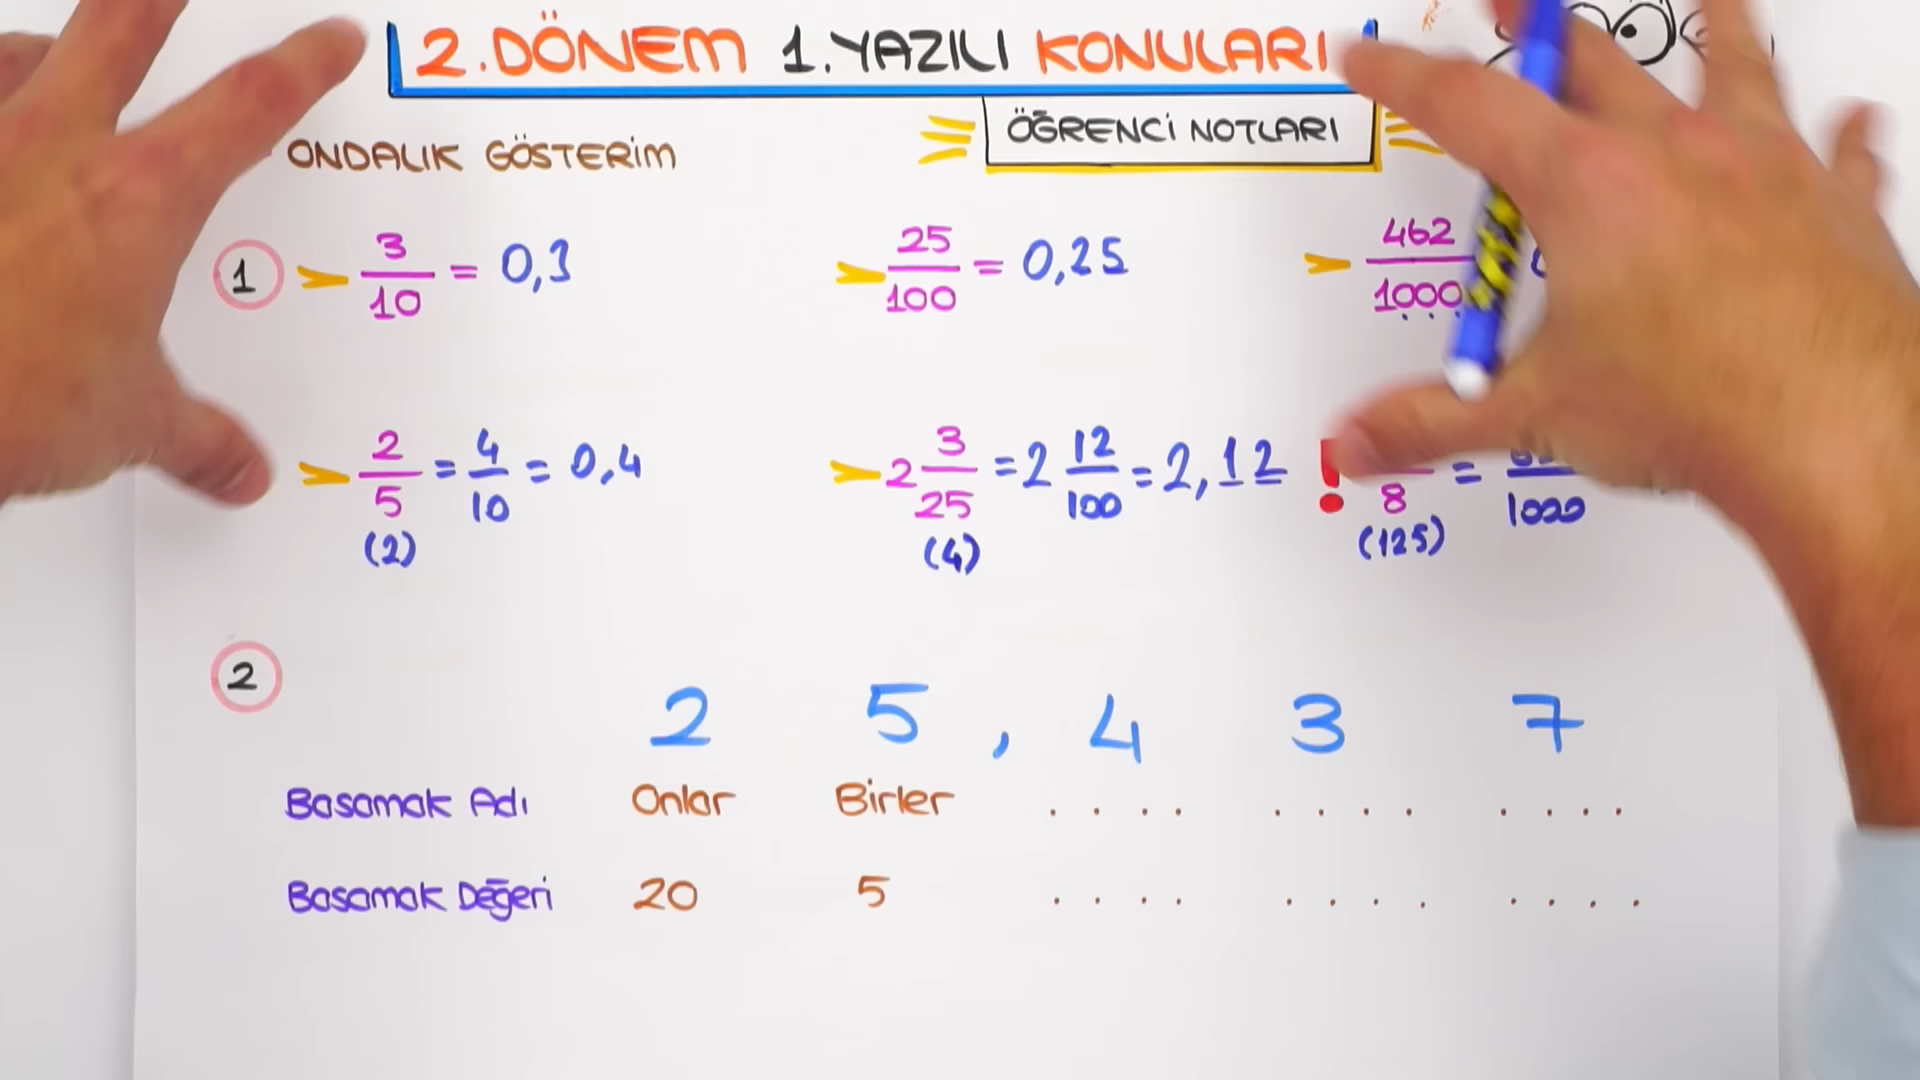 2.DÖNEM 1.YAZILI KONULARI
ÖĞRENCİ NOTLARI
ONDALIK GÖSTERİM
1 3/10 = 0,3 25/100 = 0,25 462/1000
2/5 = 4/10 = 0,4 2 3/25 = 2 12/100 = 2,12 ! 8 = 1000
(2) (4) (125)
2
2 5 , 4 3 7
Basamak Adı Onlar Birler .... .... ....
Basamak Değeri 20 5 .... .... ....